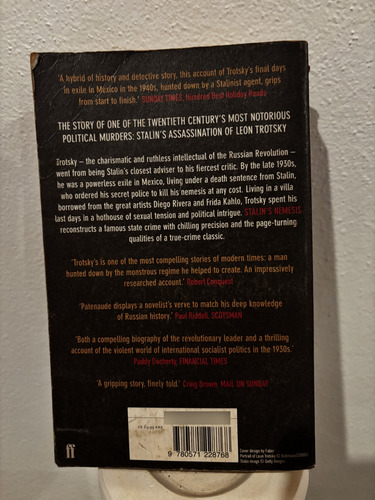 'A hybrid of history and detective story, this account of Trotsky's final days
in exile in Mexico in the 1940s, hunted down by a Stalinist agent, grips
from start to finish.' SUNDAY TIMES, Hundred Best Holiday Reads
THE STORY OF ONE OF THE TWENTIETH CENTURY'S MOST NOTORIOUS
POLITICAL MURDERS: STALIN'S ASSASSINATION OF LEON TROTSKY
Trotsky – the charismatic and ruthless intellectual of the Russian Revolution –
went from being Stalin's closest adviser to his fiercest critic. By the late 1930s,
he was a powerless exile in Mexico, living under a death sentence from Stalin,
who ordered his secret police to kill his nemesis at any cost. Living in a villa
borrowed from the great artists Diego Rivera and Frida Kahlo, Trotsky spent his
last days in a hothouse of sexual tension and political intrigue. STALIN'S NEMESIS
reconstructs a famous state crime with chilling precision and the page-turning
qualities of a true-crime classic.
'Trotsky's is one of the most compelling stories of modern times: a man
hunted down by the monstrous regime he helped to create. An impressively
researched account.' Robert Conquest
'Patenaude displays a novelist's verve to match his deep knowledge
of Russian history.' Paul Riddell, SCOTSMAN
'Both a compelling biography of the revolutionary leader and a thrilling
account of the violent world of international socialist politics in the 1930s.'
Paddy Docherty, FINANCIAL TIMES
'A gripping story, finely told.' Craig Brown, MAIL ON SUNDAY
ff
9 780571 228768
Cover design by Faber
Portrait of Leon Trotsky ©
Stalin image © Getty Images